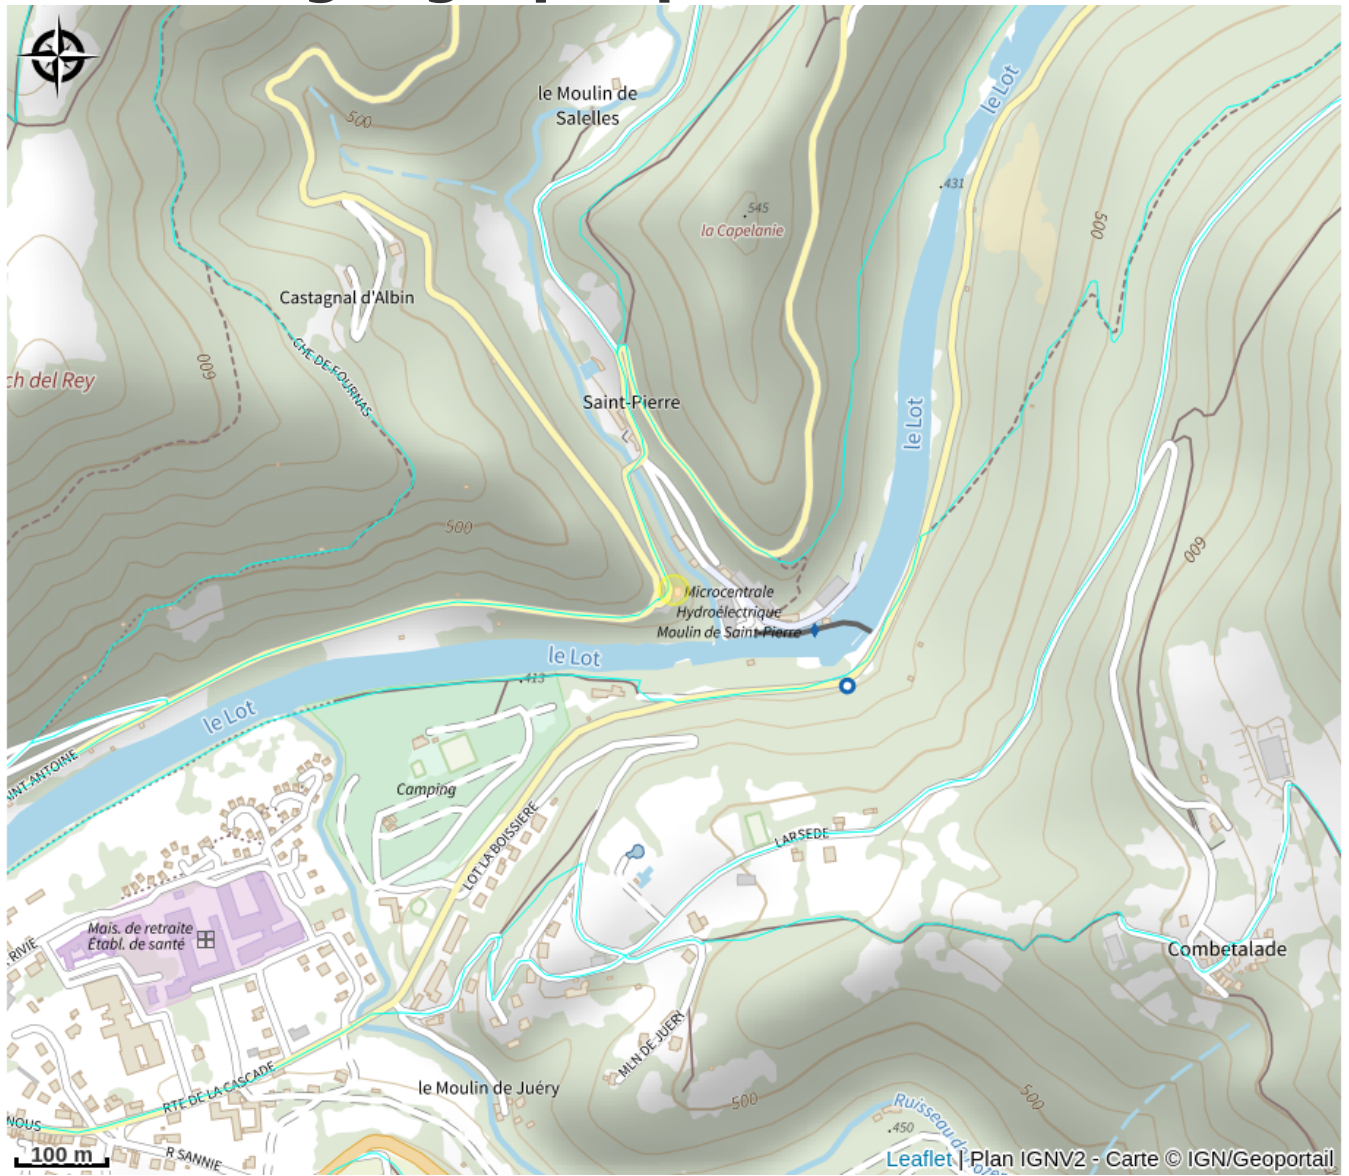 le Moulin de
Salelles
le Lot
500
.431
.545
la Capelanie
500
Castagnal d'Albin
600
CHE DE FOURNAS
ch del Rey
Saint-Pierre
le Lot
500
600
Microcentrale
Hydroélectrique
Moulin de Saint-Pierre
le Lot
.413
le Lot
INT ANTOINE
Camping
LOT LA BOISSIERE
LARSEDE
Mais. de retraite
Établ. de santé
RIVIE
Combetalade
MLN DE JUERY
RTE DE LA CASCADE
le Moulin de Juéry
500
500
Ruisseau d
.450
NOUS
R SANNIE
100 m
Leaflet | Plan IGNV2 - Carte © IGN/Geoportail